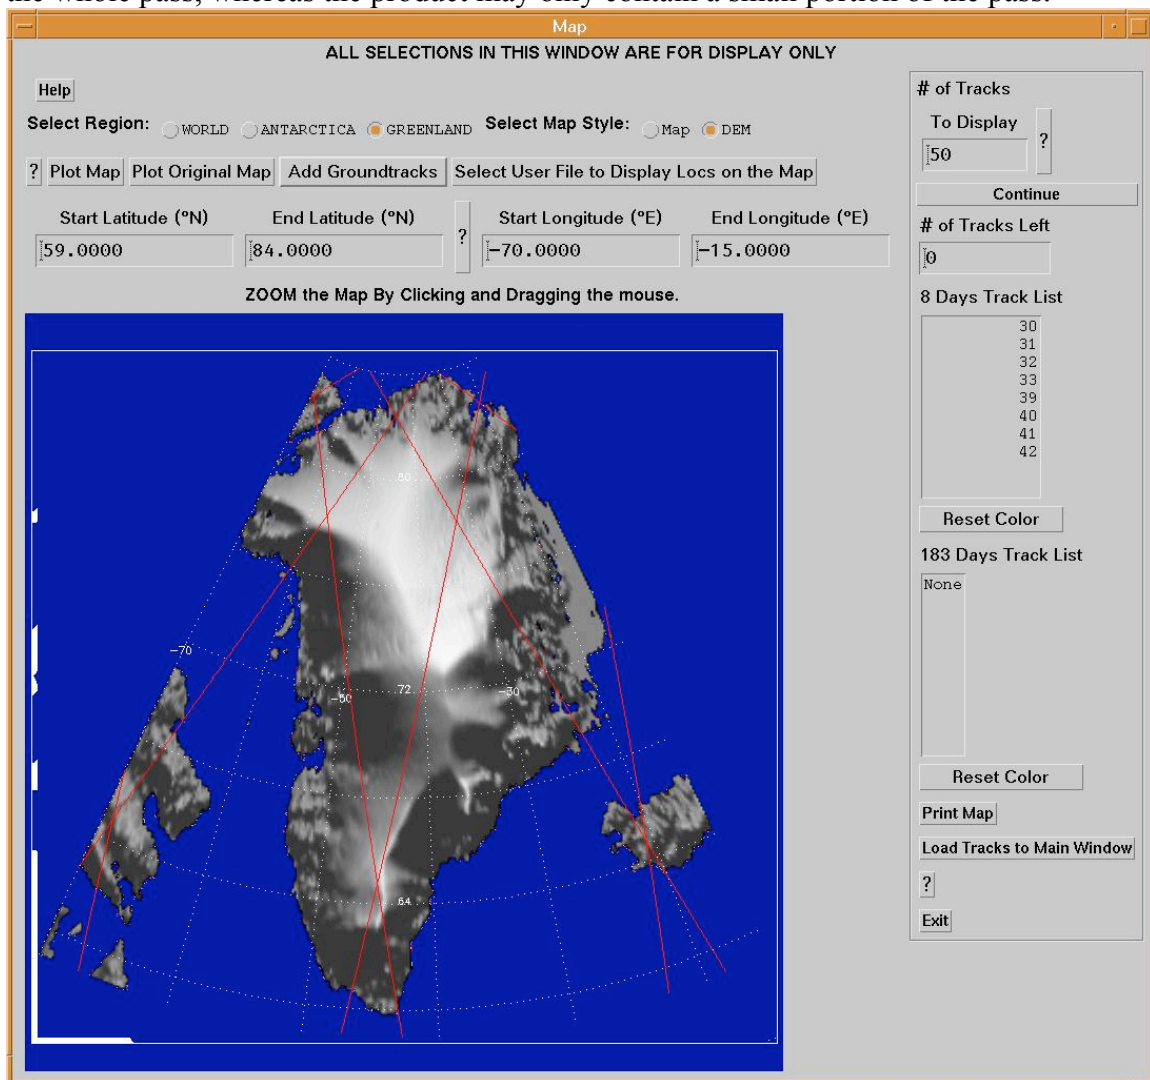 the whole pass, whereas the product may only contain a small portion of the pass.
Map
ALL SELECTIONS IN THIS WINDOW ARE FOR DISPLAY ONLY
Help
Select Region: WORLD ANTARCTICA GREENLAND Select Map Style: Map DEM
? Plot Map Plot Original Map Add Groundtracks Select User File to Display Locs on the Map
Start Latitude (ºN) End Latitude (ºN) ? Start Longitude (ºE) End Longitude (ºE)
59.0000 84.0000 -70.0000 -15.0000
ZOOM the Map By Clicking and Dragging the mouse.
80
-70
-50 72 -30
64
# of Tracks
To Display
50 ?
Continue
# of Tracks Left
0
8 Days Track List
30
31
32
33
39
40
41
42
Reset Color
183 Days Track List
None
Reset Color
Print Map
Load Tracks to Main Window
?
Exit